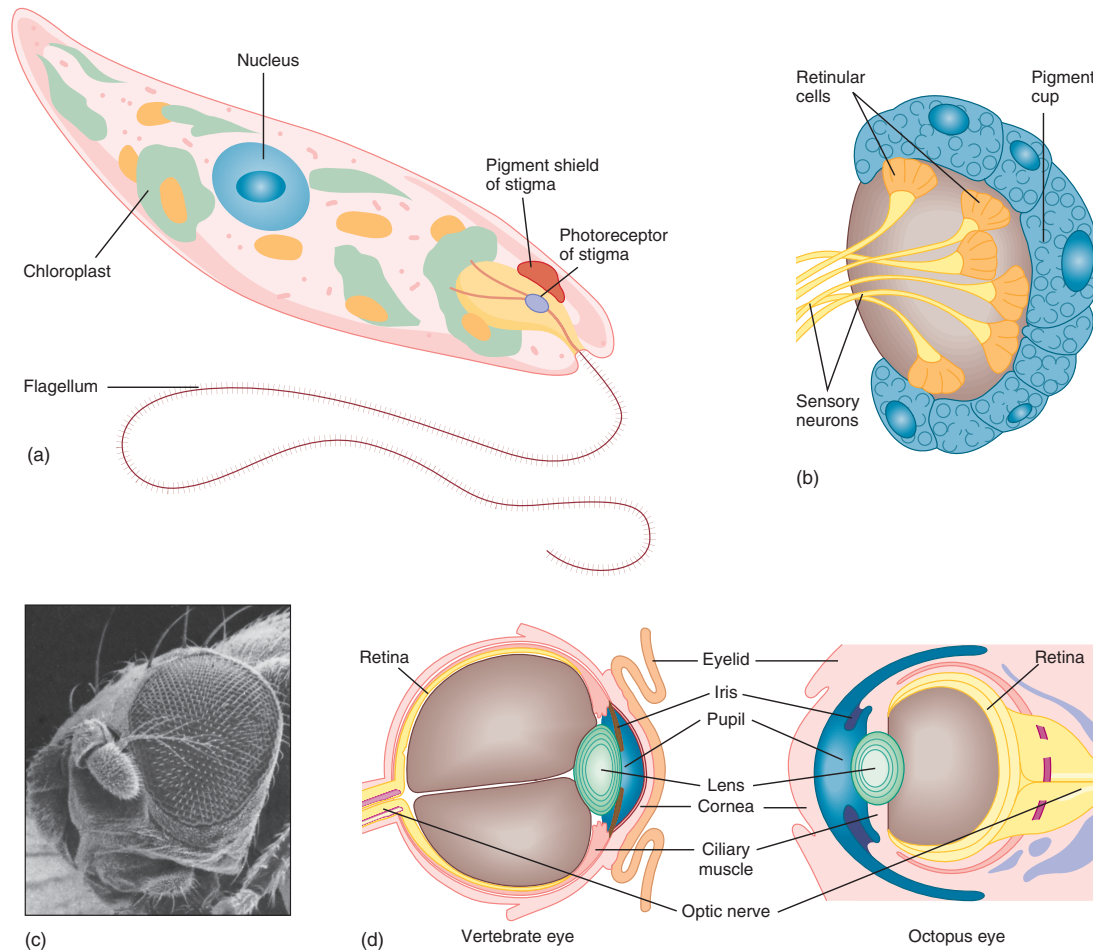 Nucleus
Pigment shield
of stigma
Photoreceptor
of stigma
Chloroplast
Flagellum
(a)
Retinular
cells
Pigment
cup
Sensory
neurons
(b)
(c)
Retina
Eyelid
Iris
Pupil
Lens
Cornea
Ciliary
muscle
Optic nerve
Retina
(d)
Vertebrate eye
Octopus eye